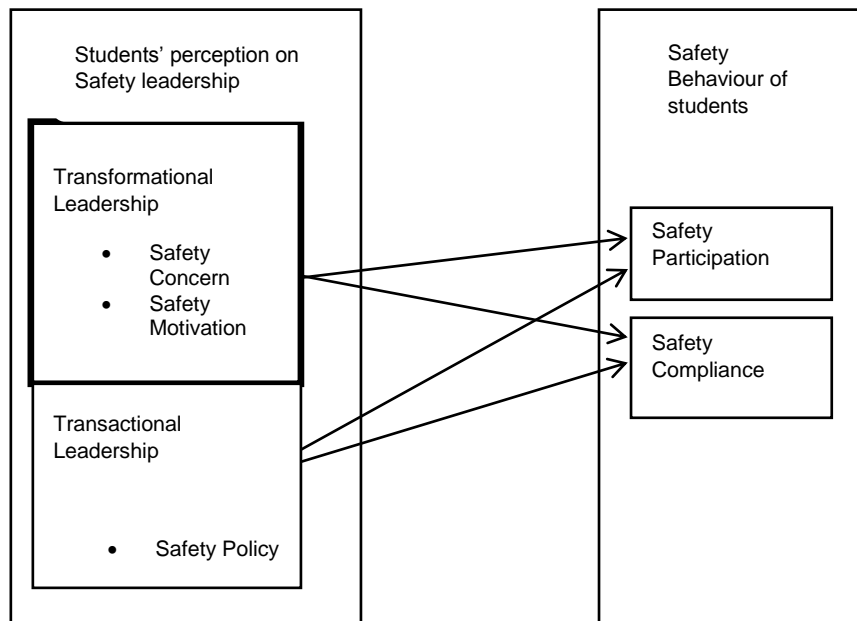 Students’ perception on
Safety leadership
Transformational
Leadership
• Safety
Concern
• Safety
Motivation
Transactional
Leadership
• Safety Policy
Safety
Behaviour of
students
Safety
Participation
Safety
Compliance